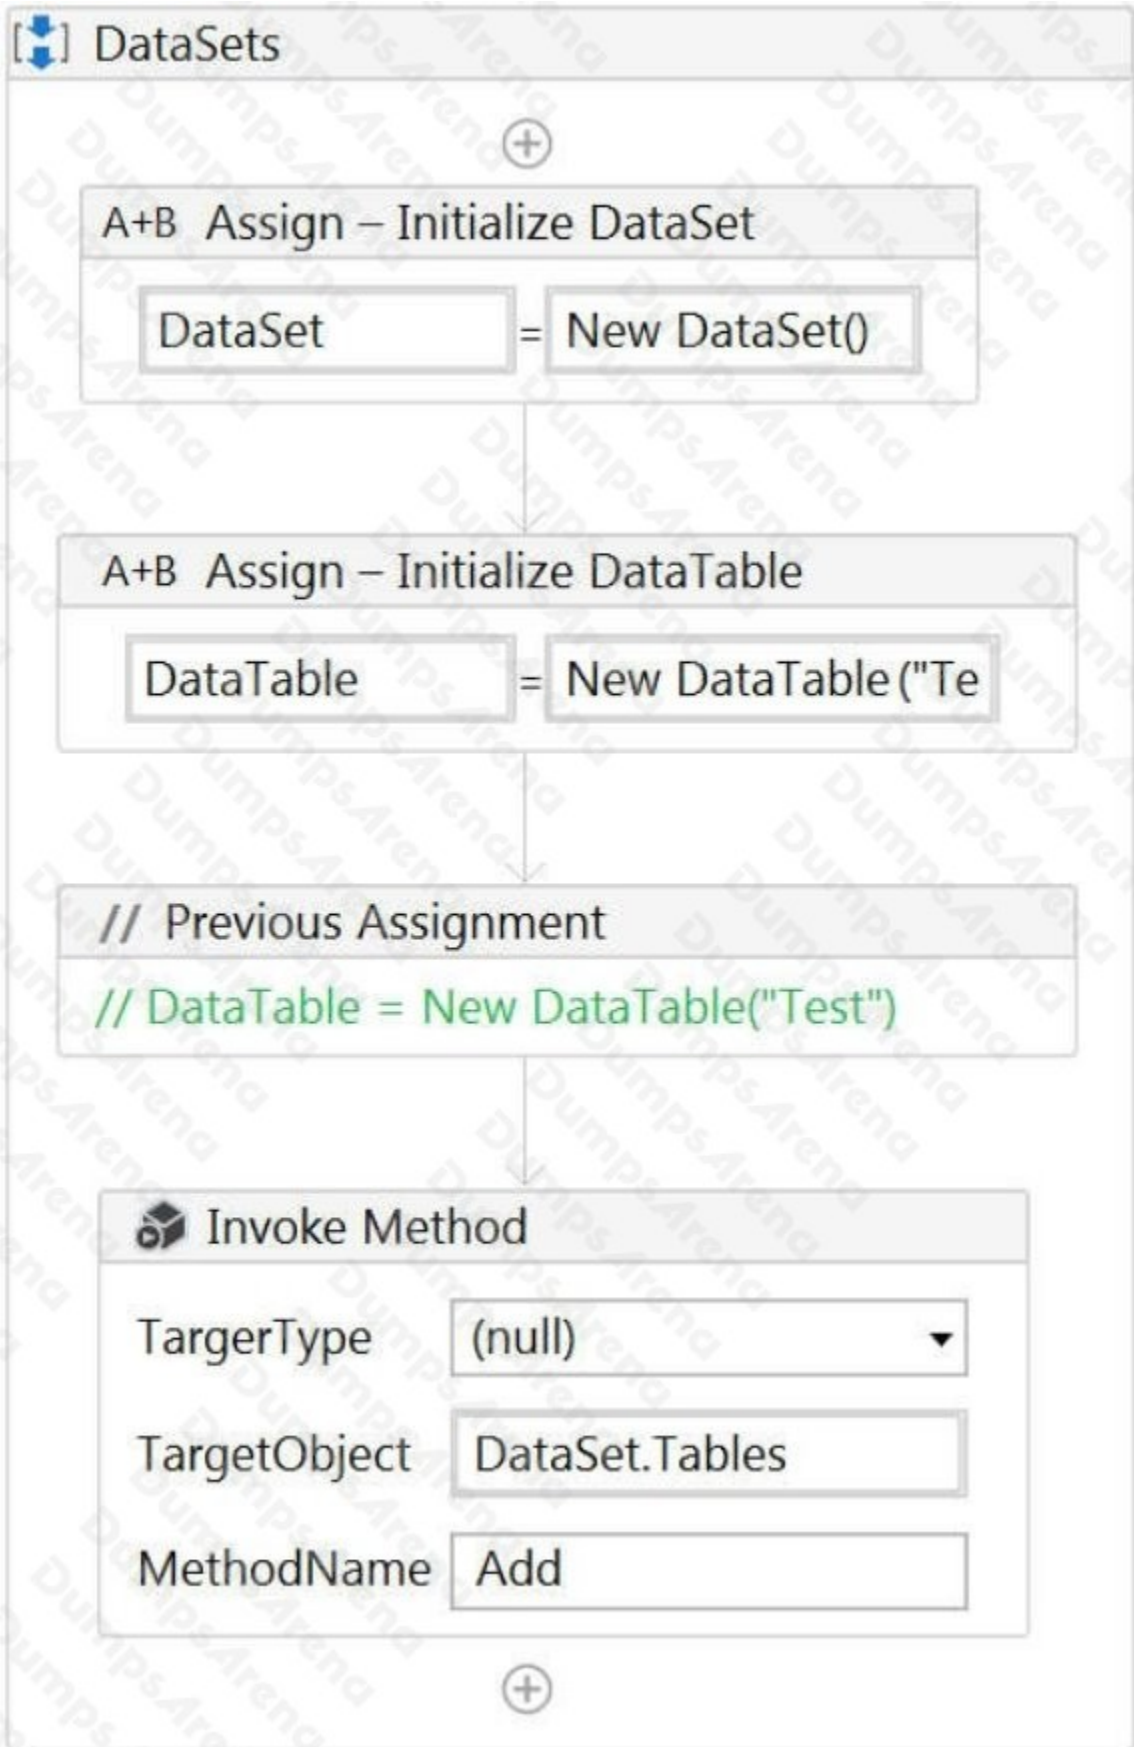 DataSets
A+B Assign – Initialize DataSet
DataSet = New DataSet()
A+B Assign – Initialize DataTable
DataTable = New DataTable ("Te
// Previous Assignment
// DataTable = New DataTable("Test")
Invoke Method
TargerType (null)
TargetObject DataSet.Tables
MethodName Add
DumpsArena